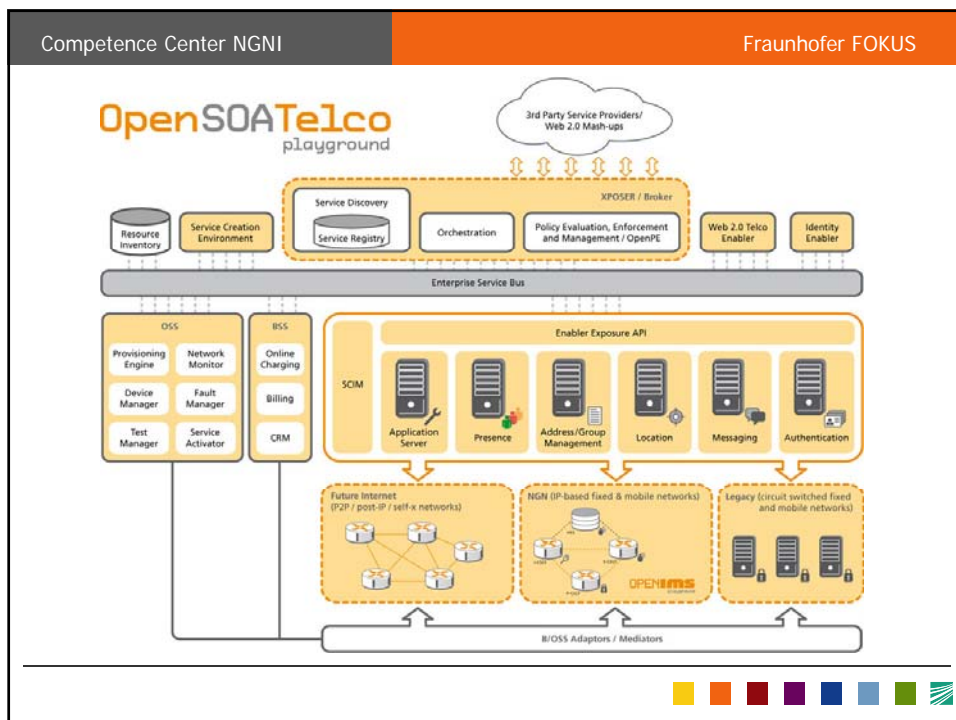 Competence Center NGNI
Fraunhofer FOKUS
OpenSOATelco
playground
3rd Party Service Providers/
Web 2.0 Mash-ups
XPOSER / Broker
Service Discovery
Service Registry
Orchestration
Policy Evaluation, Enforcement
and Management / OpenPE
Resource
Inventory
Service Creation
Environment
Web 2.0 Telco
Enabler
Identity
Enabler
Enterprise Service Bus
OSS
Provisioning
Engine
Network
Monitor
Device
Manager
Fault
Manager
Test
Manager
Service
Activator
BSS
Online
Charging
Billing
CRM
SCIM
Enabler Exposure API
Application
Server
Presence
Address/Group
Management
Location
Messaging
Authentication
Future Internet
(P2P / post-IP / self-x networks)
NGN (IP-based fixed & mobile networks)
OPENIMS
Legacy (circuit switched fixed
and mobile networks)
B/OSS Adaptors / Mediators